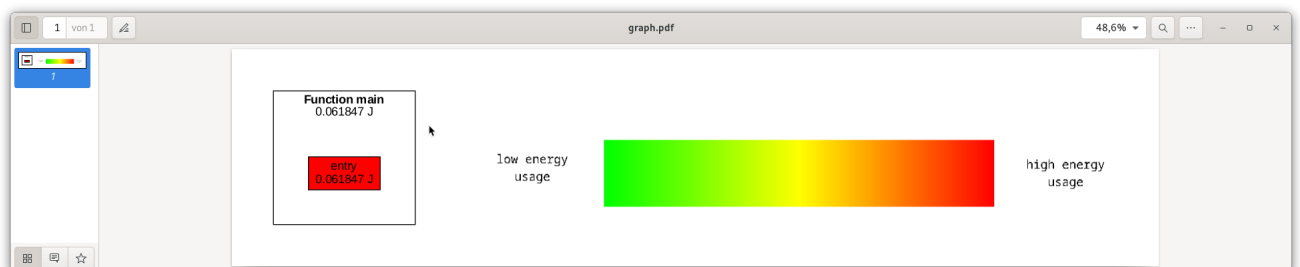 1 von 1
graph.pdf
48,6%
1
Function main
0.061847 J
entry
0.061847 J
low energy
usage
high energy
usage